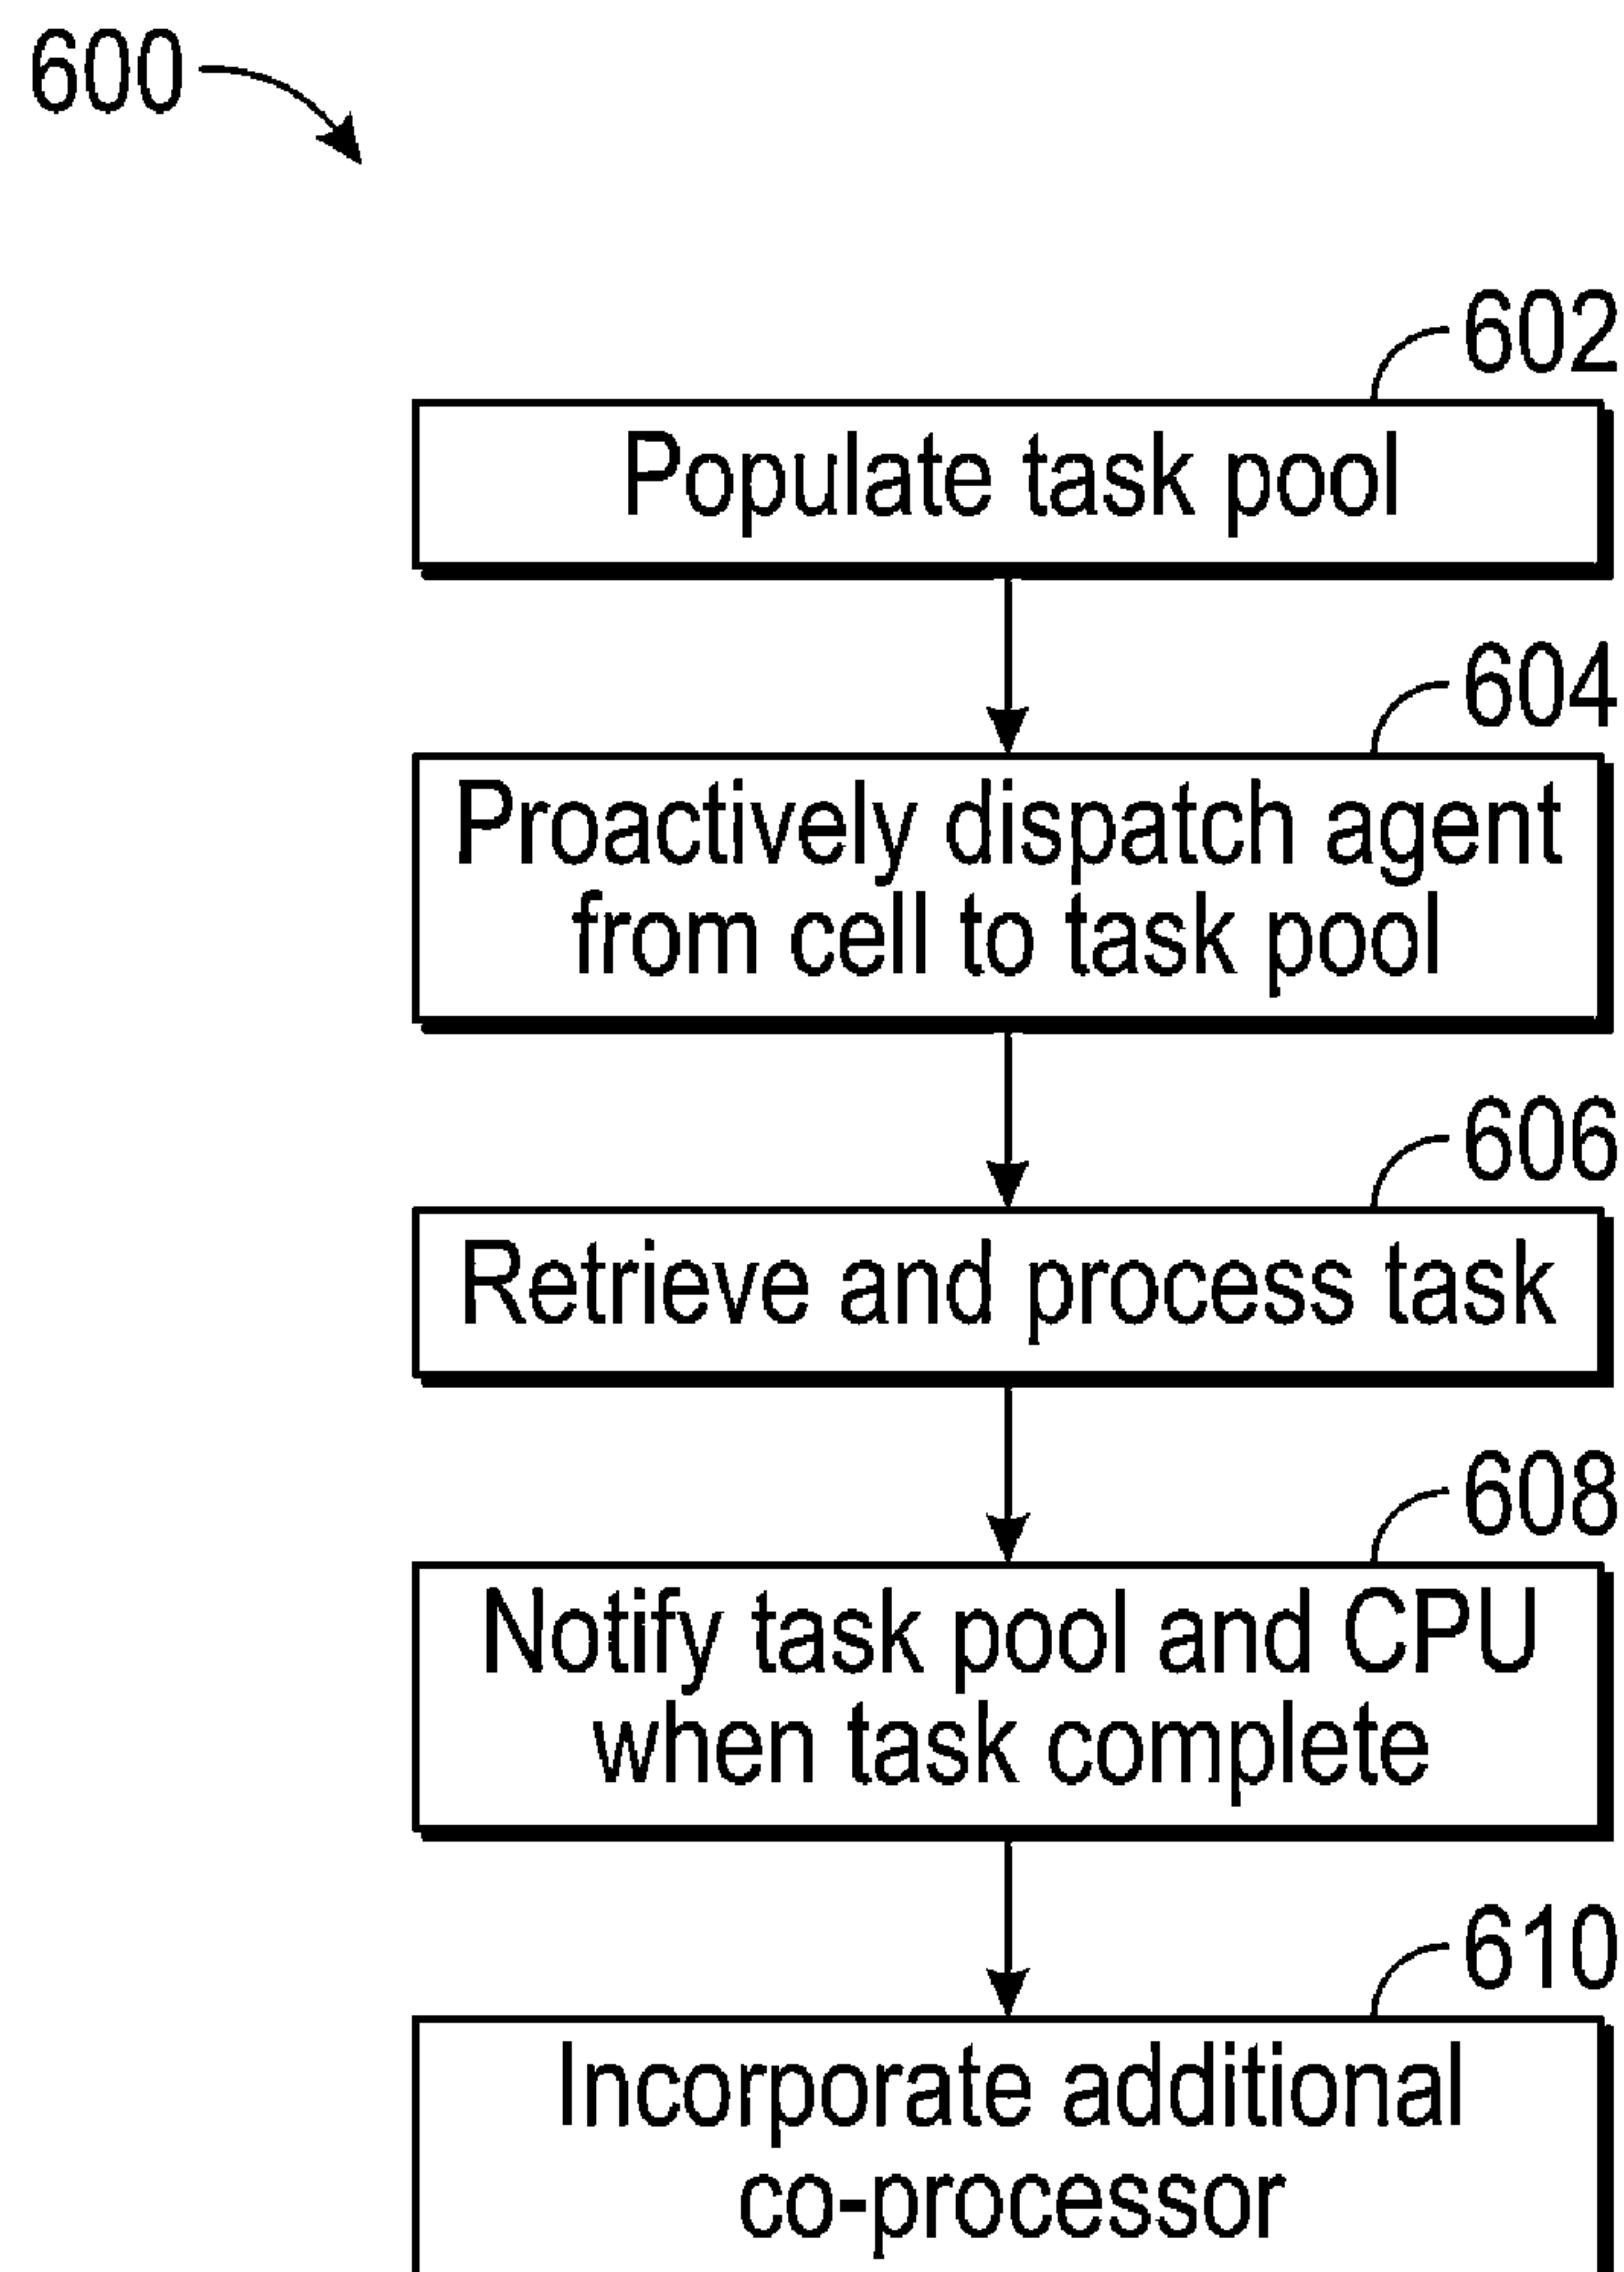 600
602
Populate task pool
604
Proactively dispatch agent
from cell to task pool
606
Retrieve and process task
608
Notify task pool and CPU
when task complete
610
Incorporate additional
co-processor